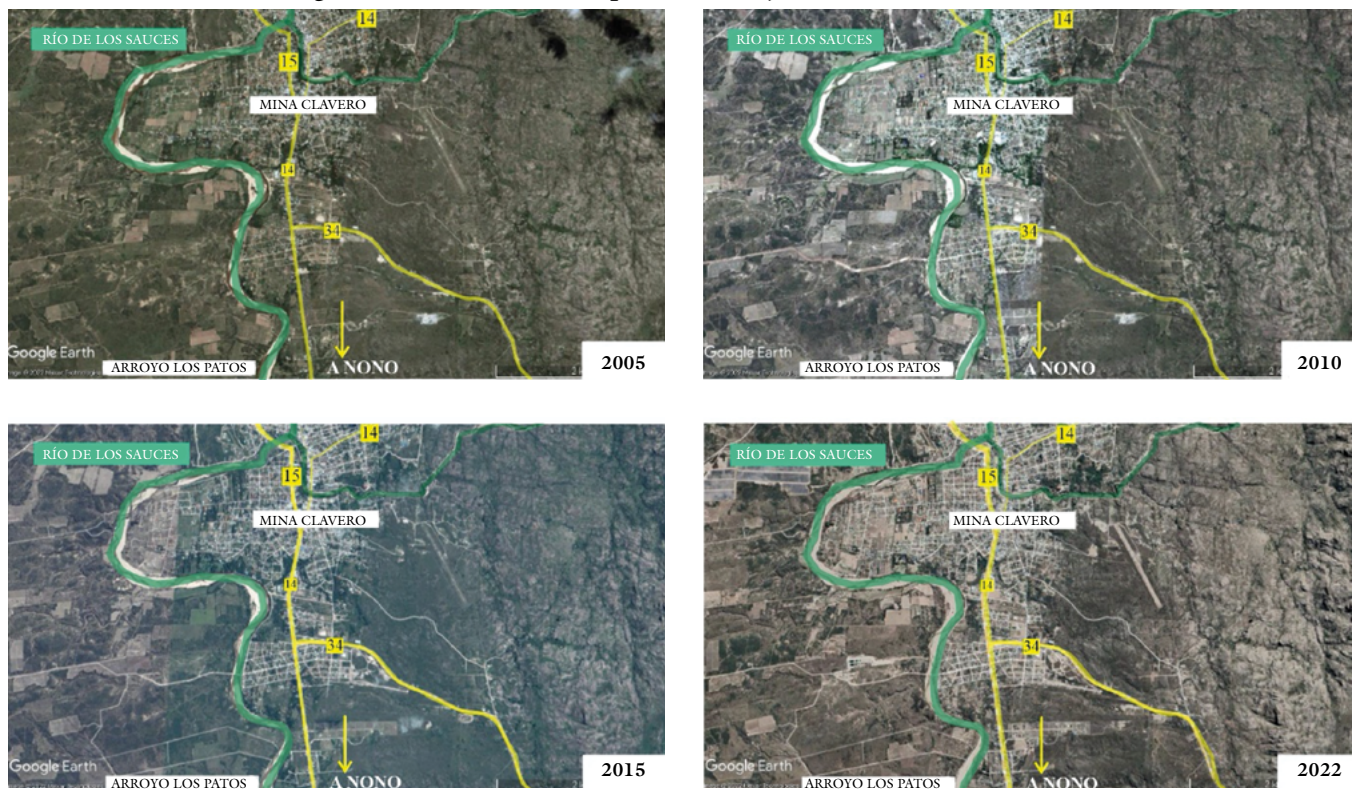 RÍO DE LOS SAUCES
14
15
MINA CLAVERO
14
34
Google Earth
ARROYO LOS PATOS
A NONO
2005
RÍO DE LOS SAUCES
14
15
MINA CLAVERO
14
34
Google Earth
ARROYO LOS PATOS
A NONO
2010
RÍO DE LOS SAUCES
14
15
MINA CLAVERO
14
34
Google Earth
ARROYO LOS PATOS
A NONO
2015
RÍO DE LOS SAUCES
14
15
MINA CLAVERO
14
34
Google Earth
ARROYO LOS PATOS
A NONO
2022